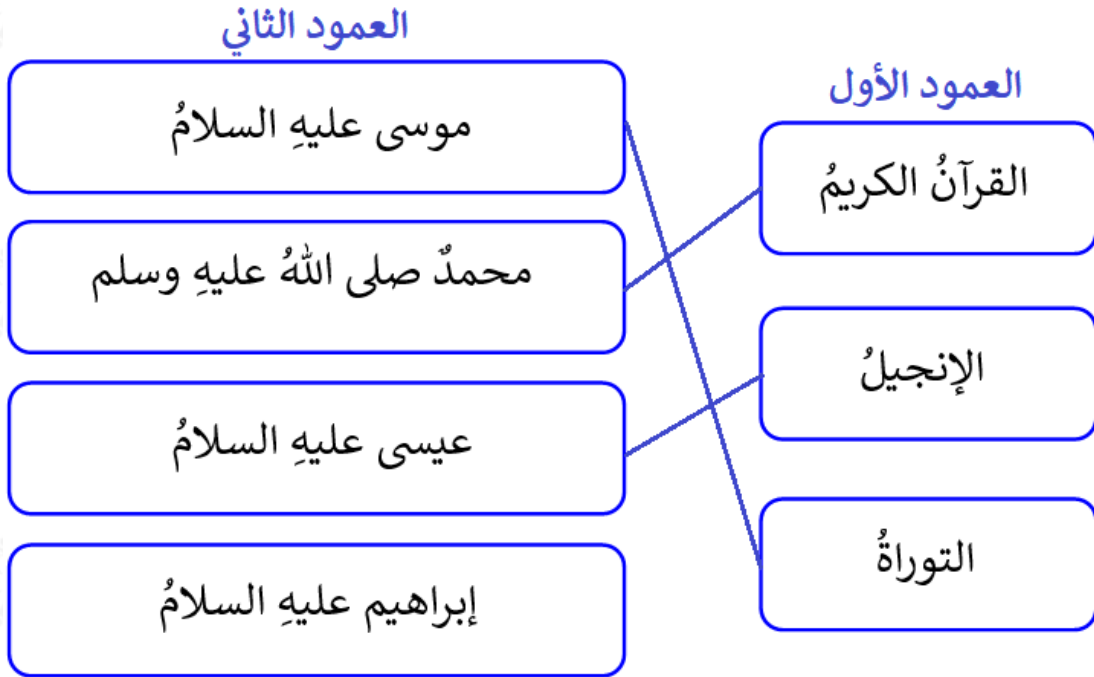 العمود الأول
القرآنُ الكريمُ
الإنجيلُ
التوراةُ
العمود الثاني
موسى عليهِ السلامُ
محمدٌ صلى اللهُ عليهِ وسلم
عيسى عليهِ السلامُ
إبراهيم عليهِ السلامُ